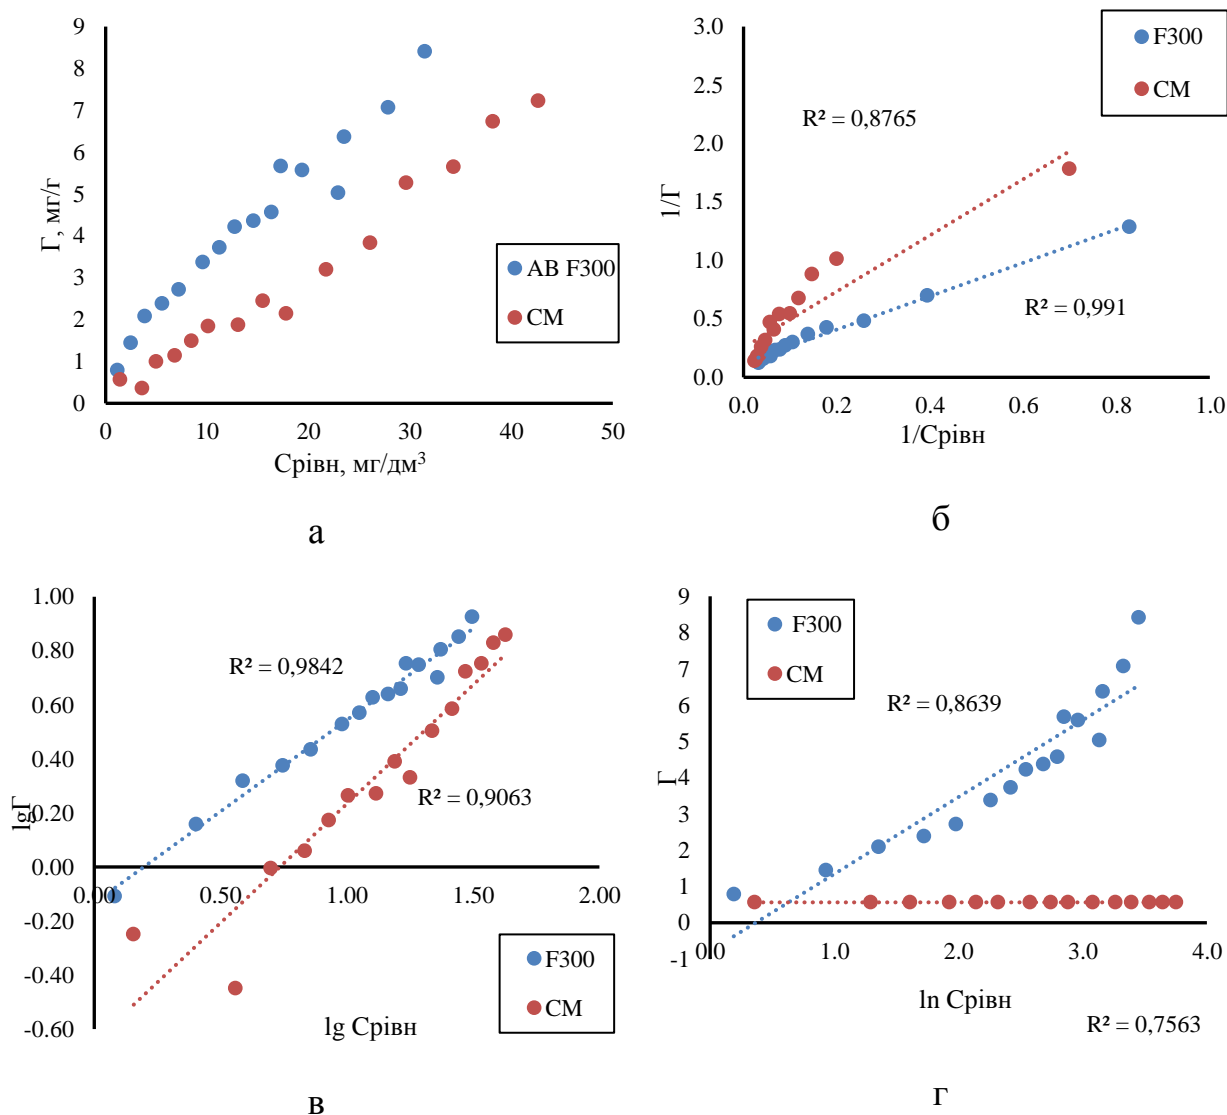 9
8
7
6
5
4
3
2
1
0
Г, мг/г
0 10 20 30 40 50
Cрівн, мг/дм³
АВ F300
СМ
а
3.0
2.5
2.0
1.5
1.0
0.5
0.0
1/Г
0.0 0.2 0.4 0.6 0.8 1.0
1/Cрівн
F300
СМ
R² = 0,8765
R² = 0,991
б
1.00
0.80
0.60
0.40
0.20
0.00
-0.20
-0.40
-0.60
lgГ
0.00 0.50 1.00 1.50 2.00
lg Cрівн
R² = 0,9842
R² = 0,9063
F300
СМ
в
9
8
7
6
5
4
3
2
1
0
-1
Г
0.0 1.0 2.0 3.0 4.0
ln Cрівн
F300
СМ
R² = 0,8639
R² = 0,7563
г